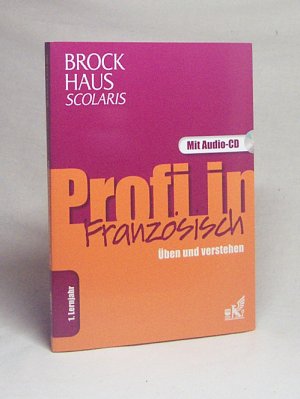 BROCK
HAUS
SCOLARIS
Mit Audio-CD
Profi in
Französisch
Üben und verstehen
1. Lernjahr